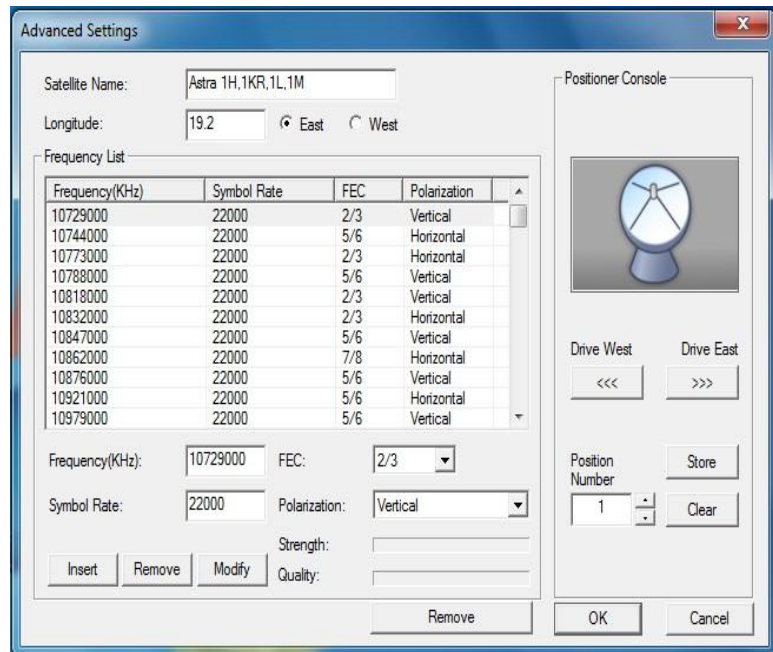 Advanced Settings
X
Satellite Name: Astra 1H,1KR,1L,1M
Longitude: 19.2 East West
Frequency List
Frequency(KHz) Symbol Rate FEC Polarization
10729000 22000 2/3 Vertical
10744000 22000 5/6 Horizontal
10773000 22000 2/3 Horizontal
10788000 22000 5/6 Vertical
10818000 22000 2/3 Vertical
10832000 22000 2/3 Horizontal
10847000 22000 5/6 Vertical
10862000 22000 7/8 Horizontal
10876000 22000 5/6 Vertical
10921000 22000 5/6 Horizontal
10979000 22000 5/6 Vertical
Frequency(KHz): 10729000 FEC: 2/3
Symbol Rate: 22000 Polarization: Vertical
Strength:
Quality:
Insert Remove Modify
Remove
Positioner Console
Drive West Drive East
<<< >>>
Position
Number
1
Store
Clear
OK Cancel